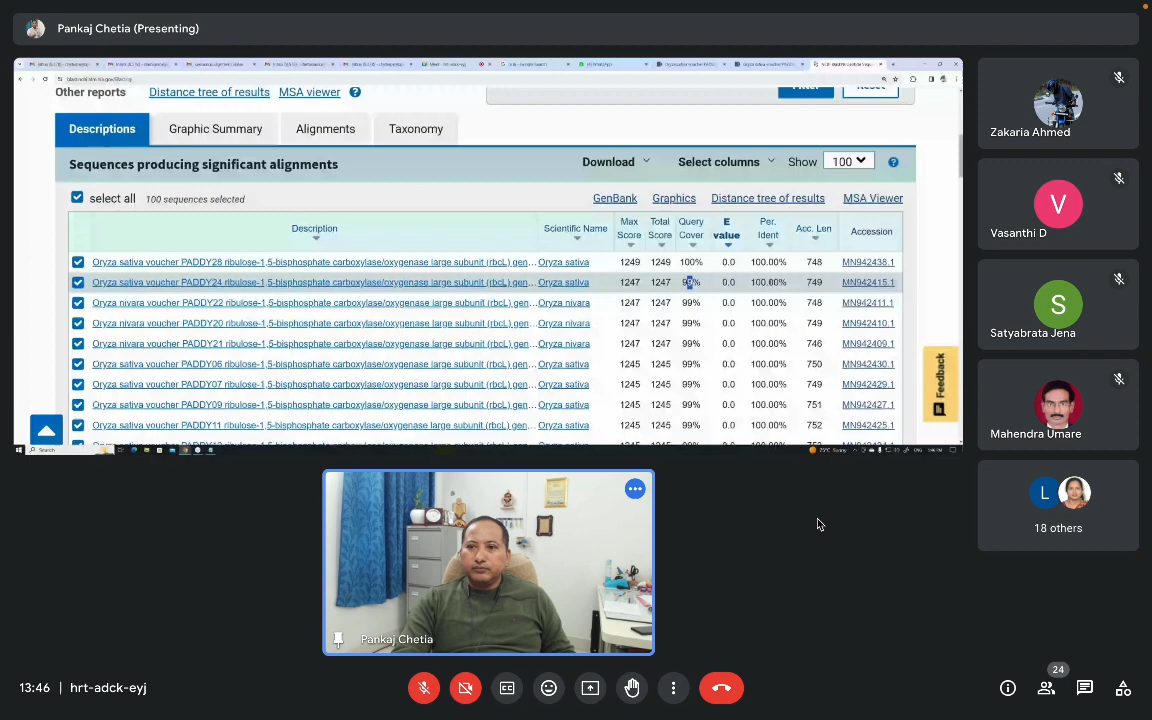 Pankaj Chetia (Presenting)
Other reports Distance tree of results MSA viewer ?
Filter Reset
Descriptions Graphic Summary Alignments Taxonomy
Sequences producing significant alignments Download Select columns Show 100 ?
select all 100 sequences selected GenBank Graphics Distance tree of results MSA Viewer
Description Scientific Name Max Score Total Score Query Cover E value Per. Ident Acc. Len Accession
Oryza sativa voucher PADDY28 ribulose-1,5-bisphosphate carboxylase/oxygenase large subunit (rbcL) gen... Oryza sativa 1249 1249 100% 0.0 100.00% 748 MN942438.1
Oryza sativa voucher PADDY24 ribulose-1,5-bisphosphate carboxylase/oxygenase large subunit (rbcL) gen... Oryza sativa 1247 1247 99% 0.0 100.00% 749 MN942415.1
Oryza nivara voucher PADDY22 ribulose-1,5-bisphosphate carboxylase/oxygenase large subunit (rbcL) gen... Oryza nivara 1247 1247 99% 0.0 100.00% 748 MN942411.1
Oryza nivara voucher PADDY20 ribulose-1,5-bisphosphate carboxylase/oxygenase large subunit (rbcL) gen... Oryza nivara 1247 1247 99% 0.0 100.00% 749 MN942410.1
Oryza nivara voucher PADDY21 ribulose-1,5-bisphosphate carboxylase/oxygenase large subunit (rbcL) gen... Oryza nivara 1247 1247 99% 0.0 100.00% 746 MN942409.1
Oryza sativa voucher PADDY06 ribulose-1,5-bisphosphate carboxylase/oxygenase large subunit (rbcL) gen... Oryza sativa 1245 1245 99% 0.0 100.00% 750 MN942430.1
Oryza sativa voucher PADDY07 ribulose-1,5-bisphosphate carboxylase/oxygenase large subunit (rbcL) gen... Oryza sativa 1245 1245 99% 0.0 100.00% 749 MN942429.1
Oryza sativa voucher PADDY09 ribulose-1,5-bisphosphate carboxylase/oxygenase large subunit (rbcL) gen... Oryza sativa 1245 1245 99% 0.0 100.00% 751 MN942427.1
Oryza sativa voucher PADDY11 ribulose-1,5-bisphosphate carboxylase/oxygenase large subunit (rbcL) gen... Oryza sativa 1245 1245 99% 0.0 100.00% 752 MN942425.1
Feedback
Search
25°C Sunny
Zakaria Ahmed
V
Vasanthi D
S
Satyabrata Jena
Mahendra Umare
L
18 others
Pankaj Chetia
13:46 | hrt-adck-eyj
24